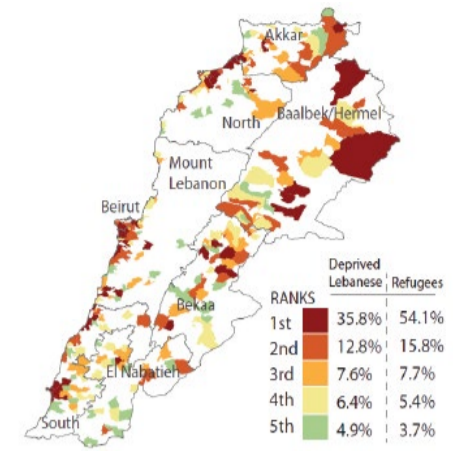 Akkar
North
Baalbek/Hermel
Mount
Lebanon
Beirut
Bekaa
El Nabatieh
South
Deprived
Lebanese Refugees
RANKS
1st 35.8% 54.1%
2nd 12.8% 15.8%
3rd 7.6% 7.7%
4th 6.4% 5.4%
5th 4.9% 3.7%